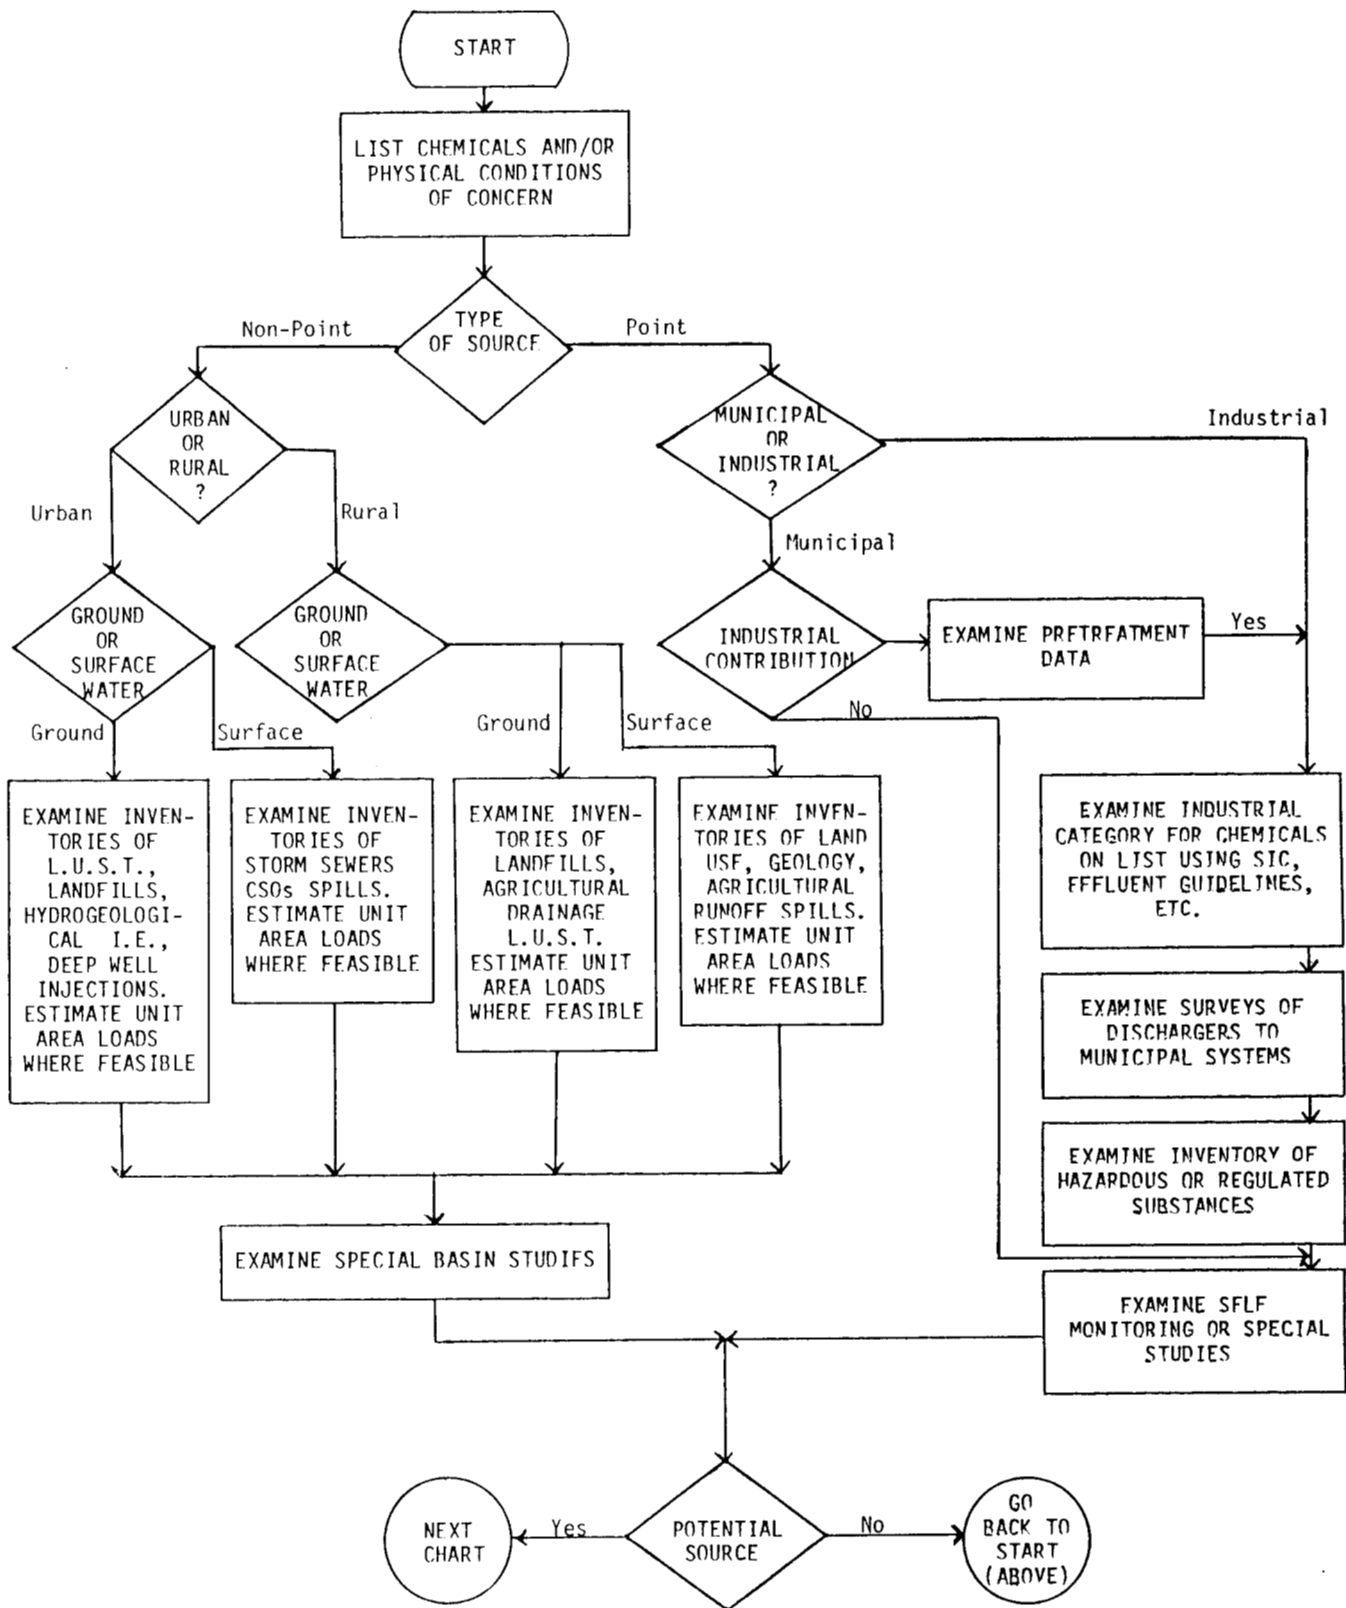 START
LIST CHEMICALS AND/OR
PHYSICAL CONDITIONS
OF CONCERN
TYPE
OF SOURCE
Non-Point
Point
URBAN
OR
RURAL
?
MUNICIPAL
OR
INDUSTRIAL
?
Industrial
Urban
Rural
Municipal
GROUND
OR
SURFACE
WATER
GROUND
OR
SURFACE
WATER
INDUSTRIAL
CONTRIBUTION
EXAMINE PRFTRFATMENT
DATA
Yes
No
Ground
Surface
Ground
Surface
EXAMINE INVEN-
TORIES OF
L.U.S.T.,
LANDFILLS,
HYDROGEOLOGI-
CAL I.E.,
DEEP WELL
INJECTIONS.
ESTIMATE UNIT
AREA LOADS
WHERE FEASIBLE
EXAMINE INVEN-
TORIES OF
STORM SEWERS
CSOs SPILLS.
ESTIMATE UNIT
AREA LOADS
WHERE FEASIBLE
EXAMINE INVEN-
TORIES OF
LANDFILLS,
AGRICULTURAL
DRAINAGE
L.U.S.T.
ESTIMATE UNIT
AREA LOADS
WHERE FEASIBLE
EXAMINE INVFN-
TORIES OF LAND
USF, GEOLOGY,
AGRICULTURAL
RUNOFF SPILLS.
ESTIMATE UNIT
AREA LOADS
WHERE FEASIBLE
EXAMINE INDUSTRIAL
CATEGORY FOR CHEMICALS
ON LIST USING SIC,
FFFLUENT GUIDELINES,
ETC.
EXAMINE SURVEYS OF
DISCHARGERS TO
MUNICIPAL SYSTEMS
EXAMINE INVENTORY OF
HAZARDOUS OR REGULATED
SUBSTANCES
EXAMINE SPECIAL BASIN STUDIFS
FXAMINE SFLF
MONITORING OR SPECIAL
STUDIES
NEXT
CHART
Yes
POTENTIAL
SOURCE
No
GO
BACK TO
START
(ABOVE)